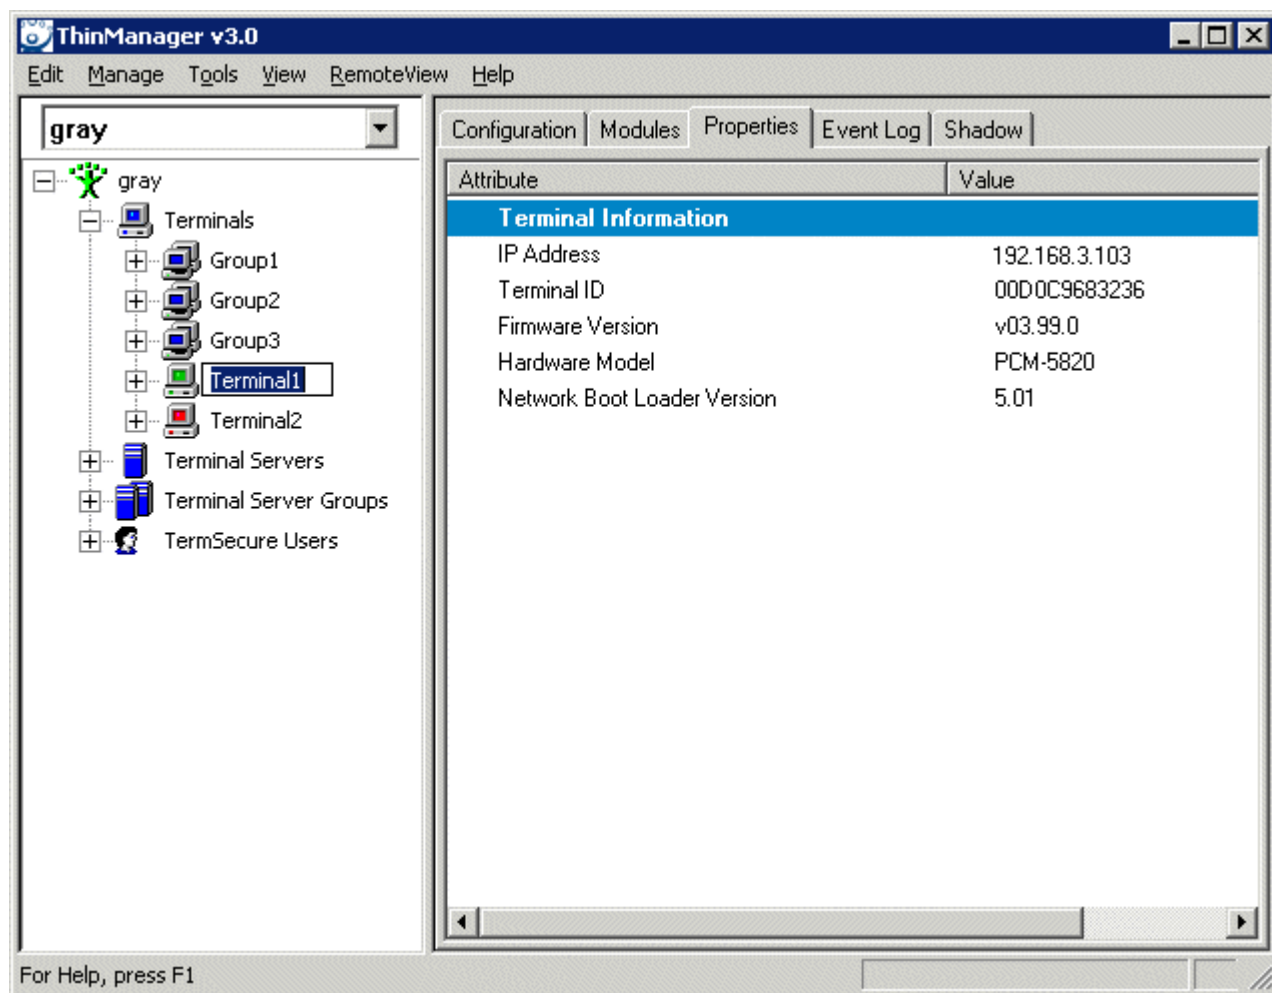 ThinManager v3.0
Edit Manage Tools View RemoteView Help
gray
gray
Terminals
Group1
Group2
Group3
Terminal1
Terminal2
Terminal Servers
Terminal Server Groups
TermSecure Users
Configuration Modules Properties Event Log Shadow
Attribute Value
Terminal Information
IP Address 192.168.3.103
Terminal ID 00D0C9683236
Firmware Version v03.99.0
Hardware Model PCM-5820
Network Boot Loader Version 5.01
For Help, press F1